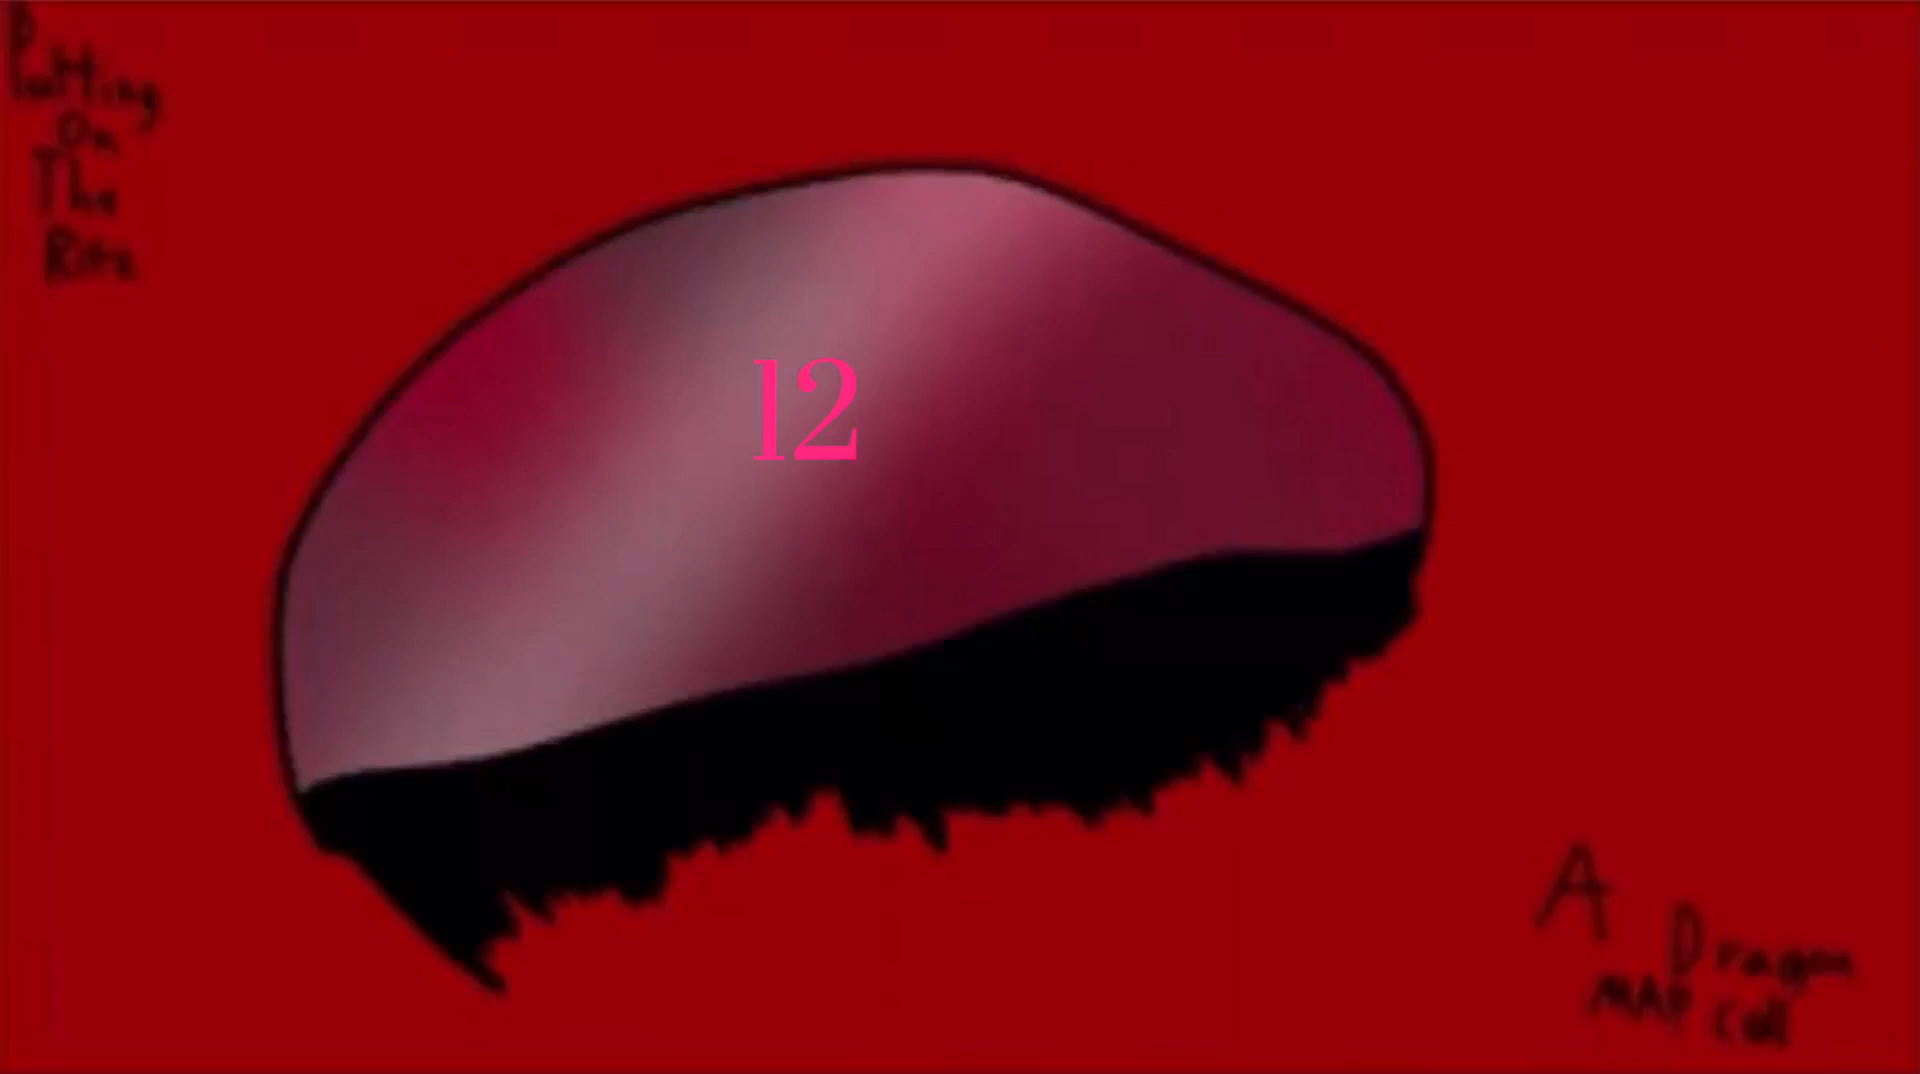 Putting
On
The
Ritz
12
A Dragon
MAP Call